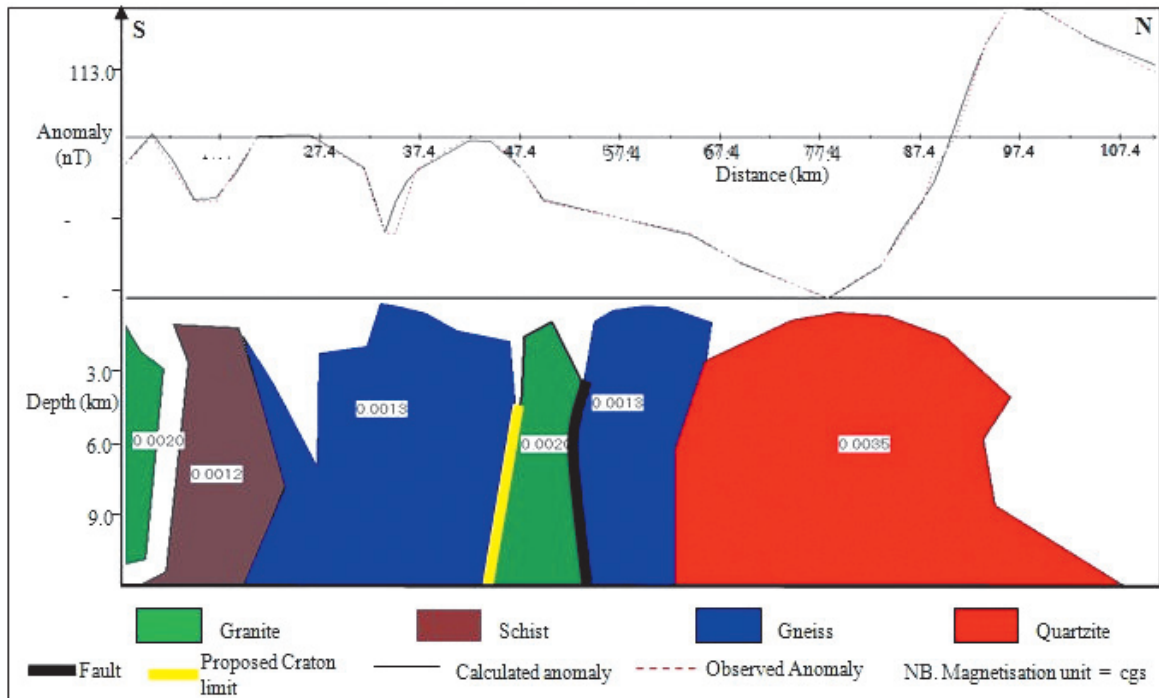 S N
113.0
Anomaly
(nT)
27.4 37.4 47.4 57.41 67.41 77.41 87.4 97.4 107.4
Distance (km)
-
-
3.0
Depth (km)
6.0
9.0
0 0020
0 0012
0 0013
0 0020
0 0013
0 0035
Granite Schist Gneiss Quartzite
Fault Proposed Craton limit Calculated anomaly Observed Anomaly NB. Magnetisation unit = cgs